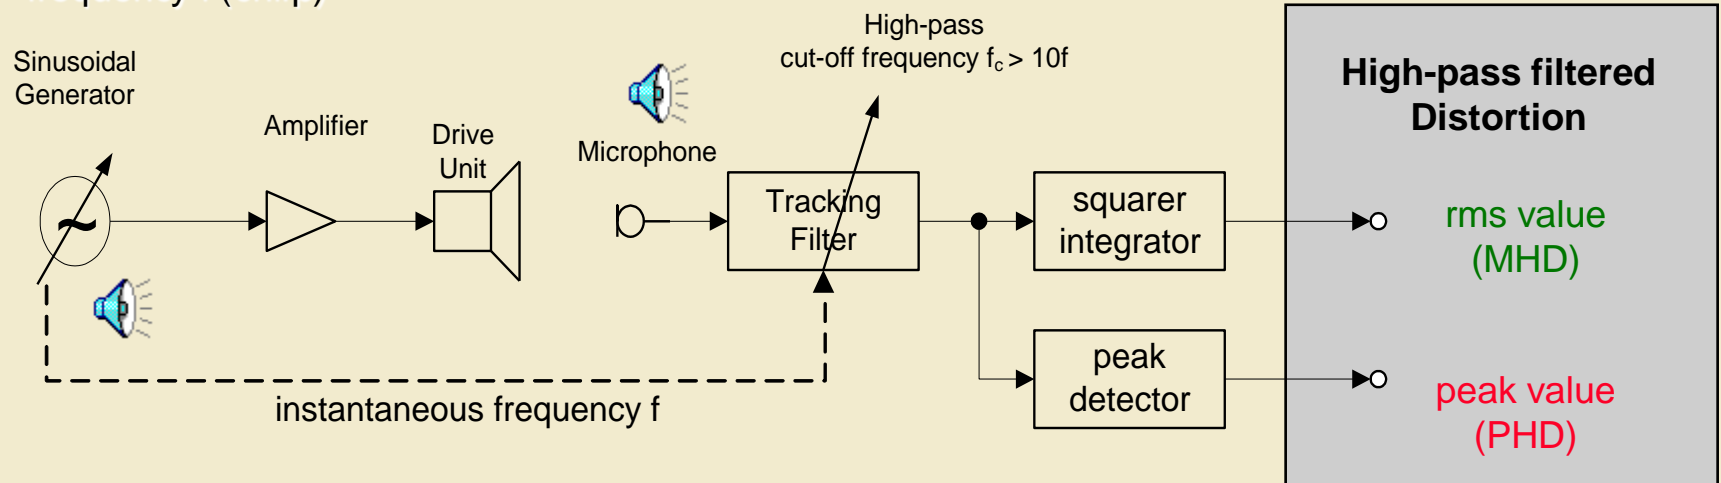 Sinusoidal
Generator
Amplifier
Drive
Unit
Microphone
High-pass
cut-off frequency fc > 10f
Tracking
Filter
squarer
integrator
peak
detector
instantaneous frequency f
High-pass filtered
Distortion
rms value
(MHD)
peak value
(PHD)